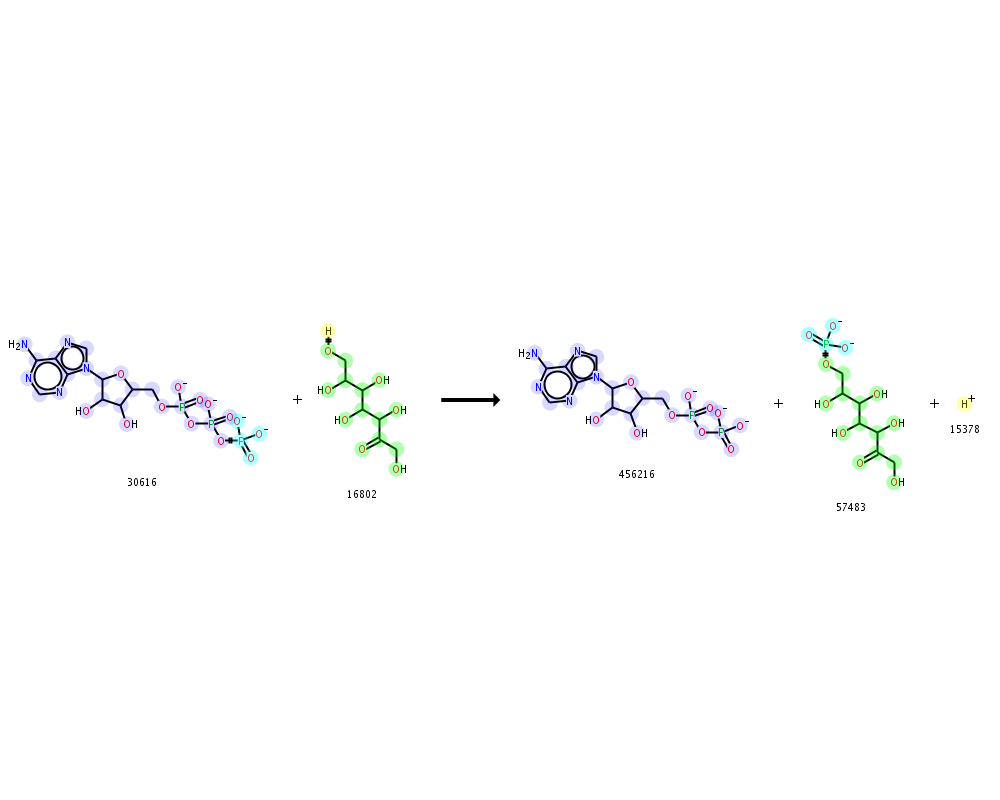 H₂N N N N N O HO OH O P O⁻ O O P O⁻ O O P O⁻ O⁻ O
30616
+
H O HO OH HO OH O OH
16802
H₂N N N N N O HO OH O P O⁻ O O P O⁻ O⁻ O
456216
+
O P O⁻ O⁻ O HO OH HO OH O OH
57483
+
H⁺
15378